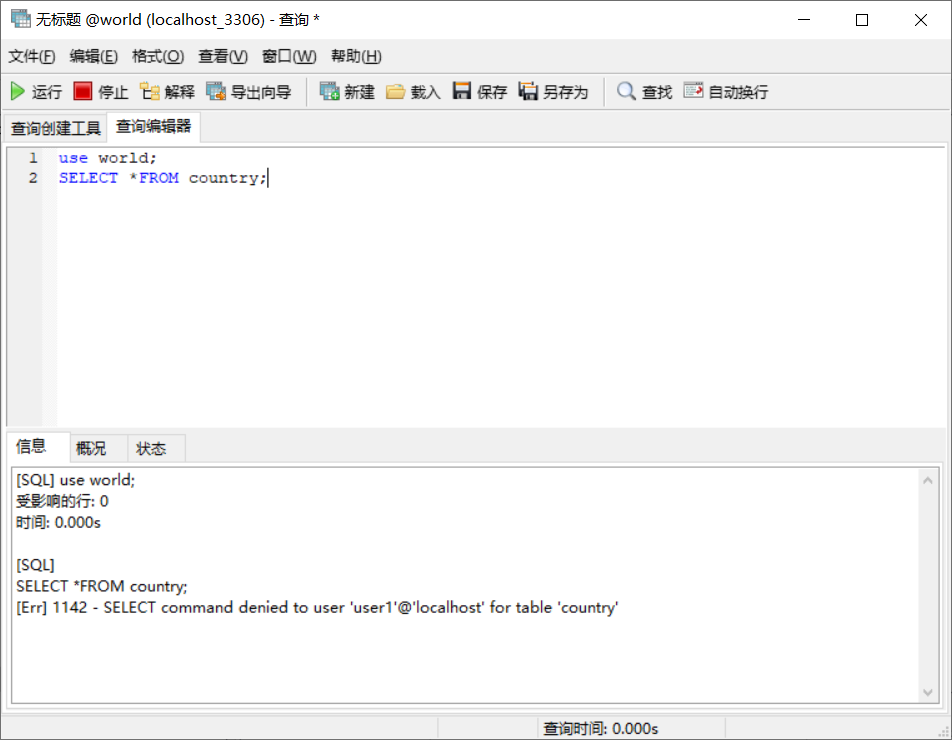 无标题 @world (localhost_3306) - 查询 *
文件(F) 编辑(E) 格式(O) 查看(V) 窗口(W) 帮助(H)
运行 停止 解释 导出向导 新建 载入 保存 另存为 查找 自动换行
查询创建工具 查询编辑器
1 use world;
2 SELECT *FROM country;
信息 概况 状态
[SQL] use world;
受影响的行: 0
时间: 0.000s
[SQL]
SELECT *FROM country;
[Err] 1142 - SELECT command denied to user 'user1'@'localhost' for table 'country'
查询时间: 0.000s